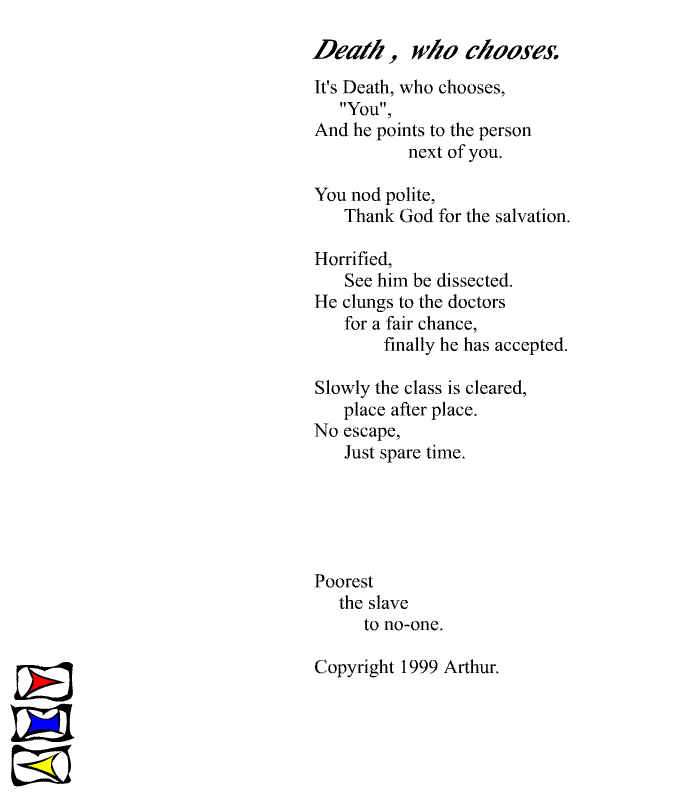 Death , who chooses.
It's Death, who chooses,
"You",
And he points to the person
next of you.
You nod polite,
Thank God for the salvation.
Horrified,
See him be dissected.
He clungs to the doctors
for a fair chance,
finally he has accepted.
Slowly the class is cleared,
place after place.
No escape,
Just spare time.
Poorest
the slave
to no-one.
Copyright 1999 Arthur.